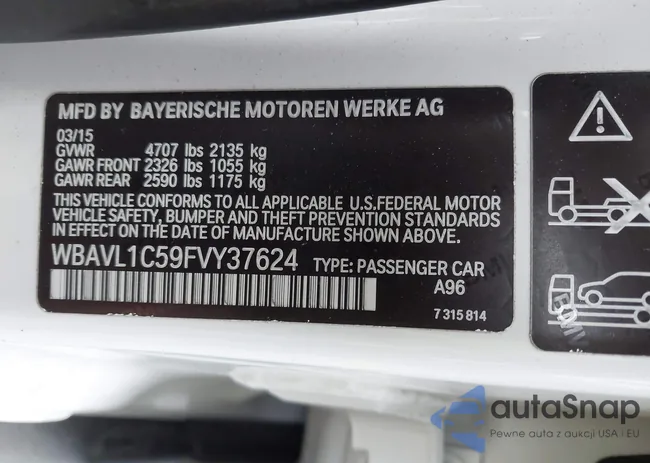 MFD BY BAYERISCHE MOTOREN WERKE AG
03/15
GVWR 4707 lbs 2135 kg
GAWR FRONT 2326 lbs 1055 kg
GAWR REAR 2590 lbs 1175 kg
THIS VEHICLE CONFORMS TO ALL APPLICABLE U.S.FEDERAL MOTOR
VEHICLE SAFETY, BUMPER AND THEFT PREVENTION STANDARDS
IN EFFECT ON THE DATE OF MANUFACTURE SHOWN ABOVE:
WBAVL1C59FVY37624 TYPE: PASSENGER CAR
A96
7 315 814
autaSnap
Pewne auta z aukcji USA i EU